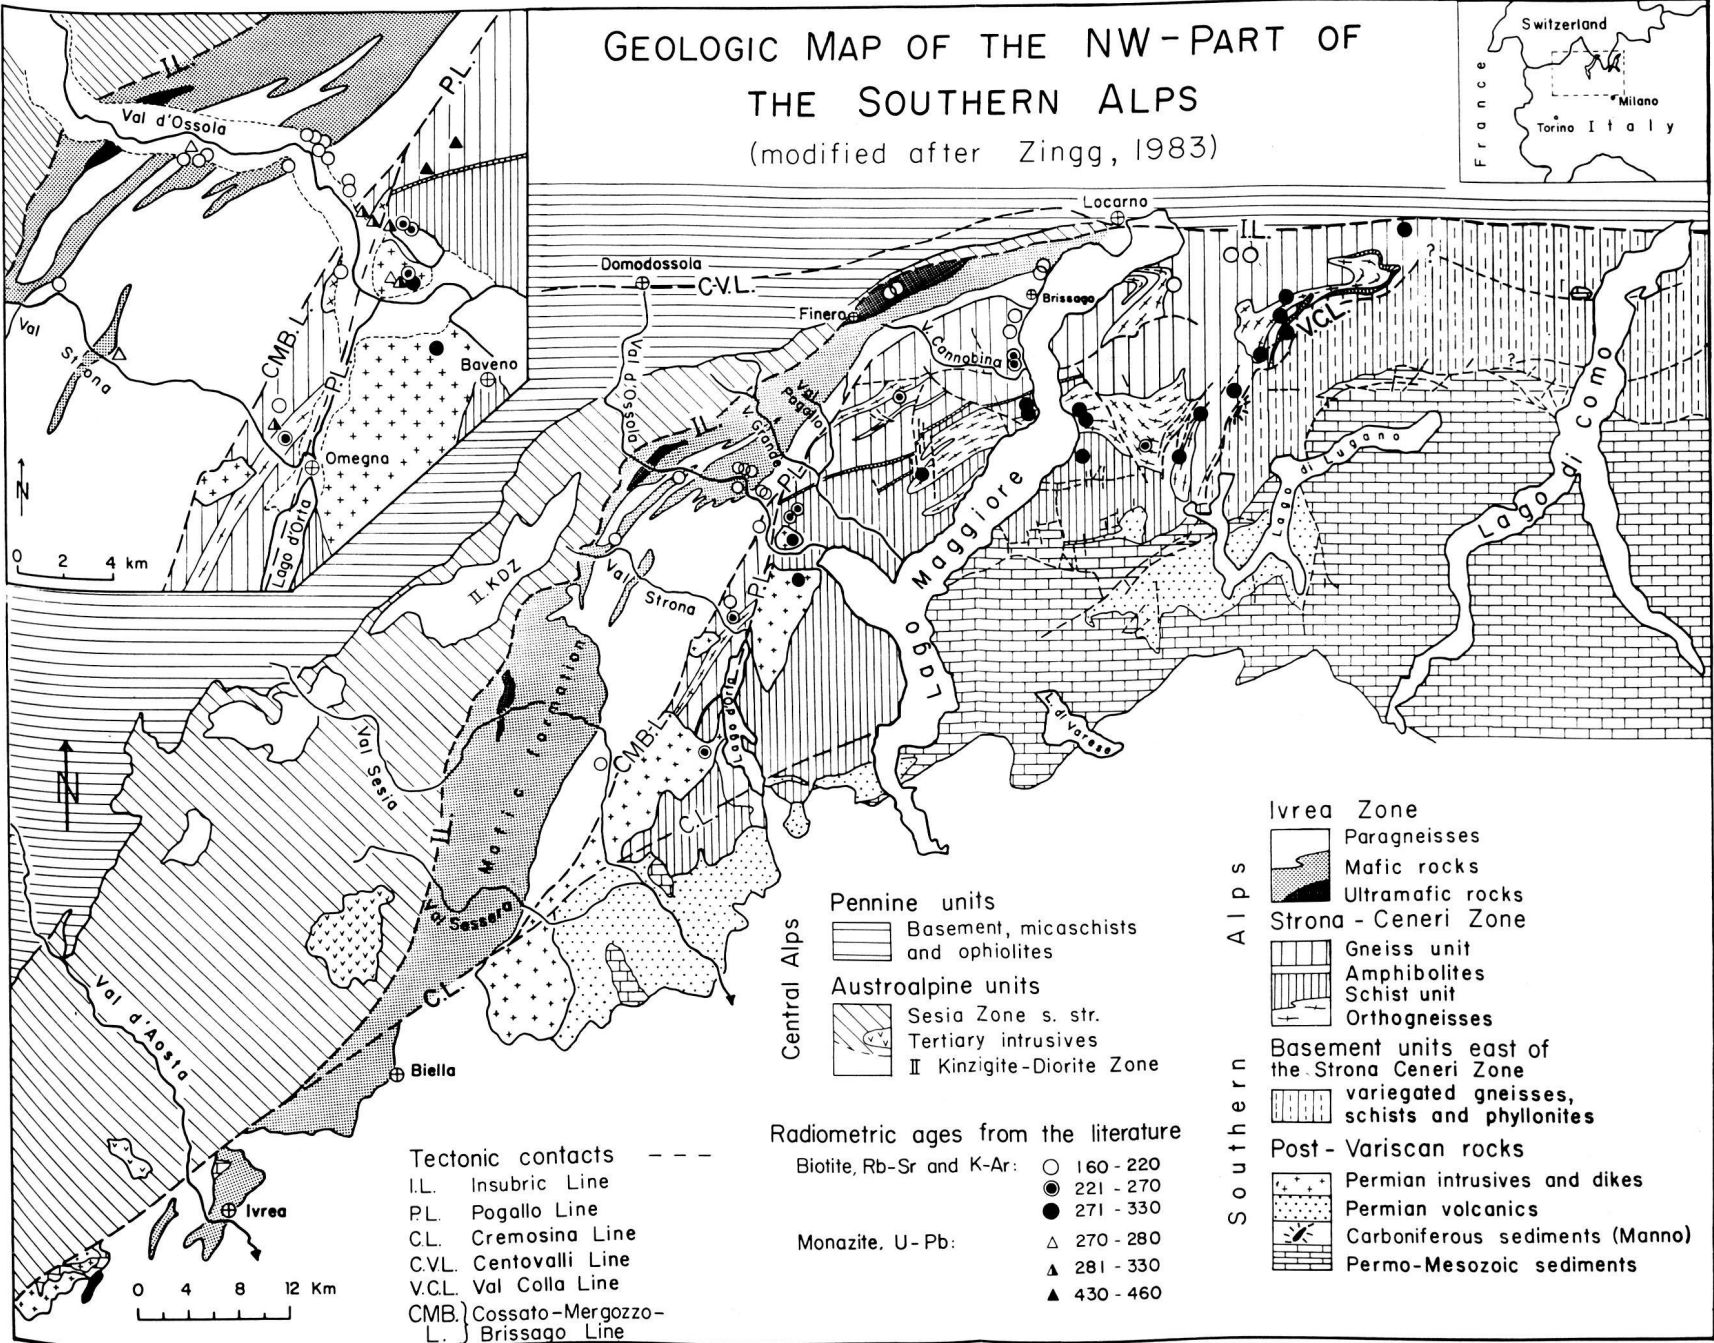 GEOLOGIC MAP OF THE NW-PART OF
THE SOUTHERN ALPS
(modified after Zingg, 1983)
Switzerland
France
Milano
Torino
Italy
I.L.
P.L.
Val d'Ossola
Val Strona
CMB.L.
P.L.
Baveno
Omegna
Lago d'Orta
N
0 2 4 km
Locarno
I.L.
Domodossola
C.V.L.
Finero
Brissago
V. Cannobina
V.C.L.
?
?
Val d'Ossola
Val Pogallo
V. Grande
I.L.
P.L.
II. KDZ
Val Strona
P.L.
Lago Maggiore
Lago di Lugano
Lago di Como
L. di Varese
Lago d'Orta
Mafic formation
CMB.L.
Val Sesia
I.L.
C.L.
Val Sessera
C.L.
N
Val d'Aosta
Biella
Ivrea
0 4 8 12 Km
Tectonic contacts ---
I.L. Insubric Line
P.L. Pogallo Line
C.L. Cremosina Line
C.V.L. Centovalli Line
V.C.L. Val Colla Line
CMB.} Cossato-Mergozzo-
L. } Brissago Line
Central Alps
Pennine units
Basement, micaschists
and ophiolites
Austroalpine units
Sesia Zone s. str.
Tertiary intrusives
II Kinzigite-Diorite Zone
Radiometric ages from the literature
Biotite, Rb-Sr and K-Ar: 160-220
221-270
271-330
Monazite, U-Pb: 270-280
281-330
430-460
Southern Alps
Ivrea Zone
Paragneisses
Mafic rocks
Ultramafic rocks
Strona-Ceneri Zone
Gneiss unit
Amphibolites
Schist unit
Orthogneisses
Basement units east of
the Strona Ceneri Zone
variegated gneisses,
schists and phyllonites
Post-Variscan rocks
Permian intrusives and dikes
Permian volcanics
Carboniferous sediments (Manno)
Permo-Mesozoic sediments